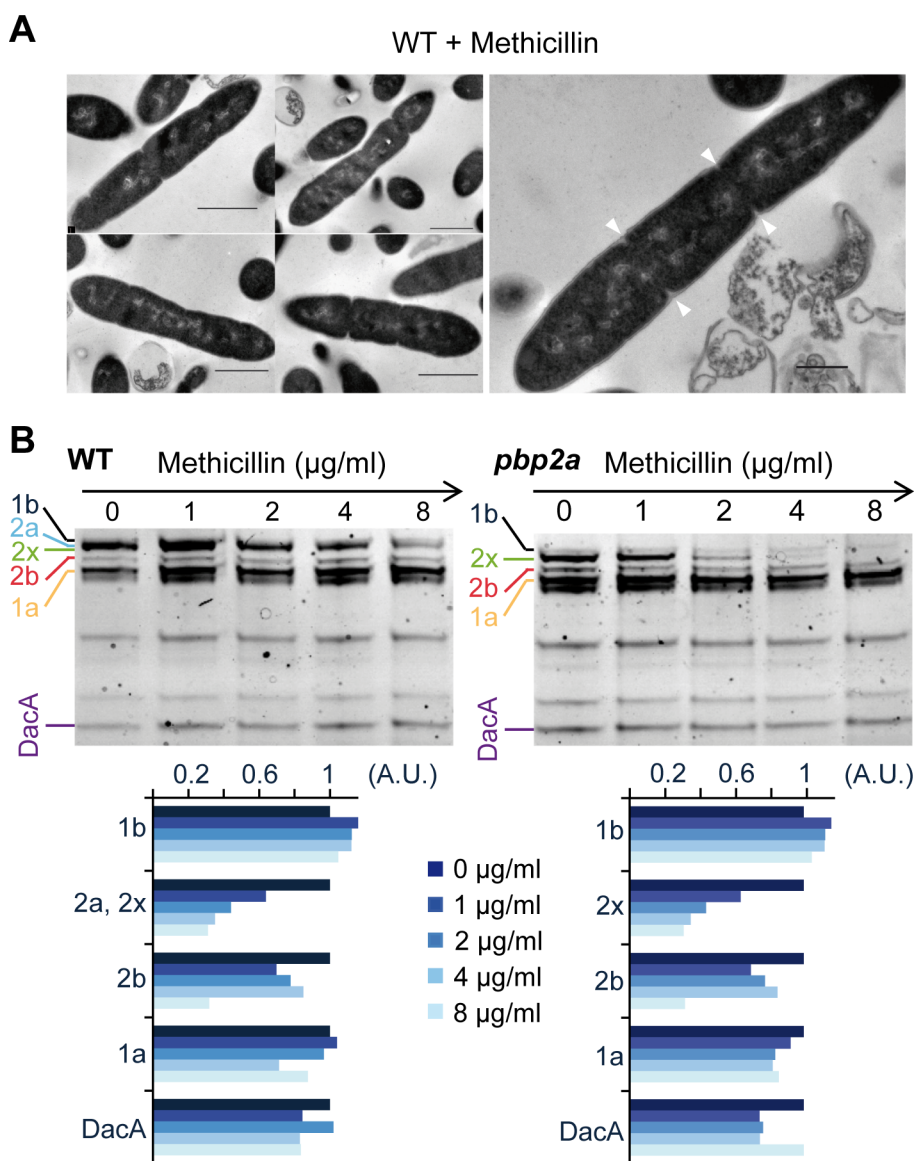 A
WT + Methicillin
B
WT Methicillin (µg/ml)
0 1 2 4 8
1b
2a
2x
2b
1a
DacA
pbp2a Methicillin (µg/ml)
0 1 2 4 8
1b
2x
2b
1a
DacA
0.2 0.6 1 (A.U.)
1b
2a, 2x
2b
1a
DacA
0 µg/ml
1 µg/ml
2 µg/ml
4 µg/ml
8 µg/ml
0.2 0.6 1 (A.U.)
1b
2x
2b
1a
DacA